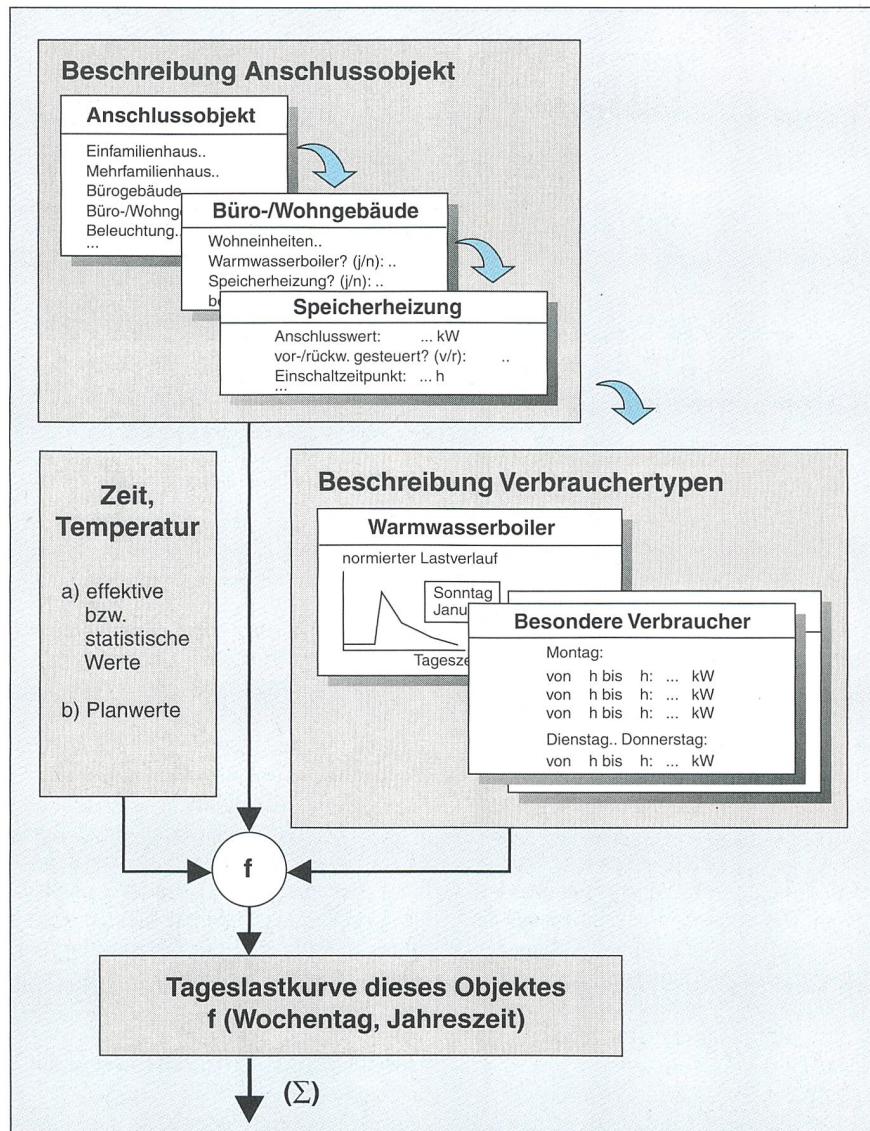 Beschreibung Anschlussobjekt
Anschlussobjekt
Einfamilienhaus..
Mehrfamilienhaus..
Bürogebäude
Büro-/Wohnge
Beleuchtung..
...
Büro-/Wohngebäude
Wohneinheiten..
Warmwasserboiler? (j/n): ..
Speicherheizung? (j/n): ..
be
Speicherheizung
Anschlusswert: ... kW
vor-/rückw. gesteuert? (v/r): ..
Einschaltzeitpunkt: ... h
...
Zeit,
Temperatur
a) effektive
bzw.
statistische
Werte
b) Planwerte
Beschreibung Verbrauchertypen
Warmwasserboiler
normierter Lastverlauf
Sonntag
Janu
Tagesze
Besondere Verbraucher
Montag:
von h bis h: ... kW
von h bis h: ... kW
von h bis h: ... kW
Dienstag.. Donnerstag:
von h bis h: ... kW
f
Tageslastkurve dieses Objektes
f (Wochentag, Jahreszeit)
(Σ)